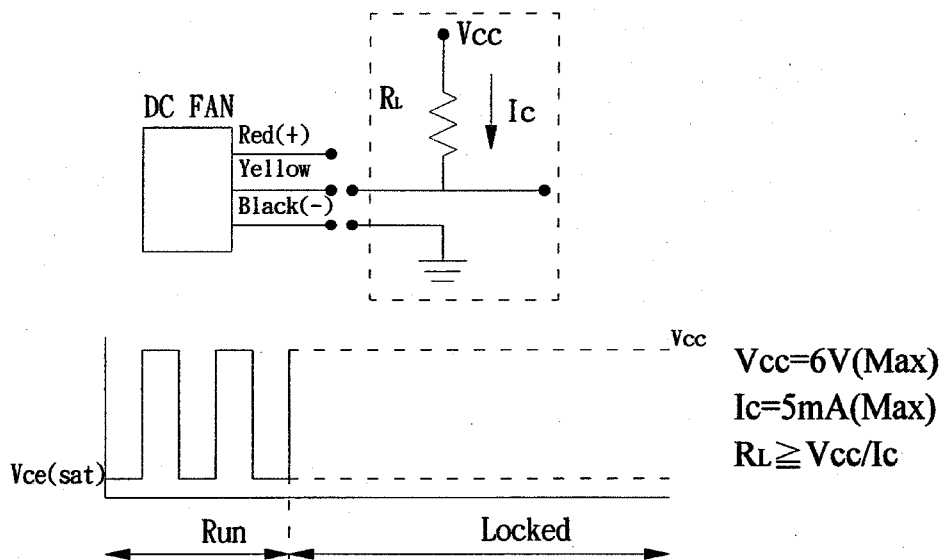 Vcc
RL
Ic
DC FAN
Red(+)
Yellow
Black(-)
Vcc
Vce(sat)
Run
Locked
Vcc=6V(Max)
Ic=5mA(Max)
RL≧Vcc/Ic